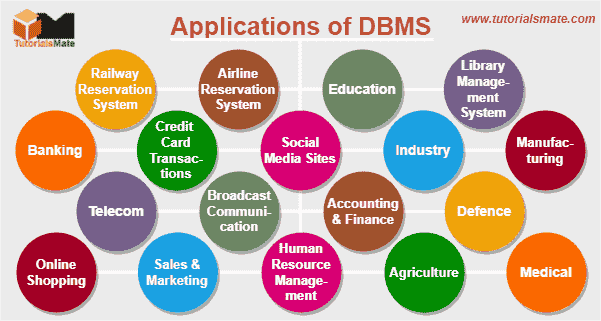 TutorialsMate
Applications of DBMS
www.tutorialsmate.com
Railway
Reservation
System
Airline
Reservation
System
Education
Library
Manage-
ment
System
Banking
Credit
Card
Transac-
tions
Social
Media Sites
Industry
Manufac-
turing
Telecom
Broadcast
Communi-
cation
Accounting
& Finance
Defence
Online
Shopping
Sales &
Marketing
Human
Resource
Manage-
ment
Agriculture
Medical